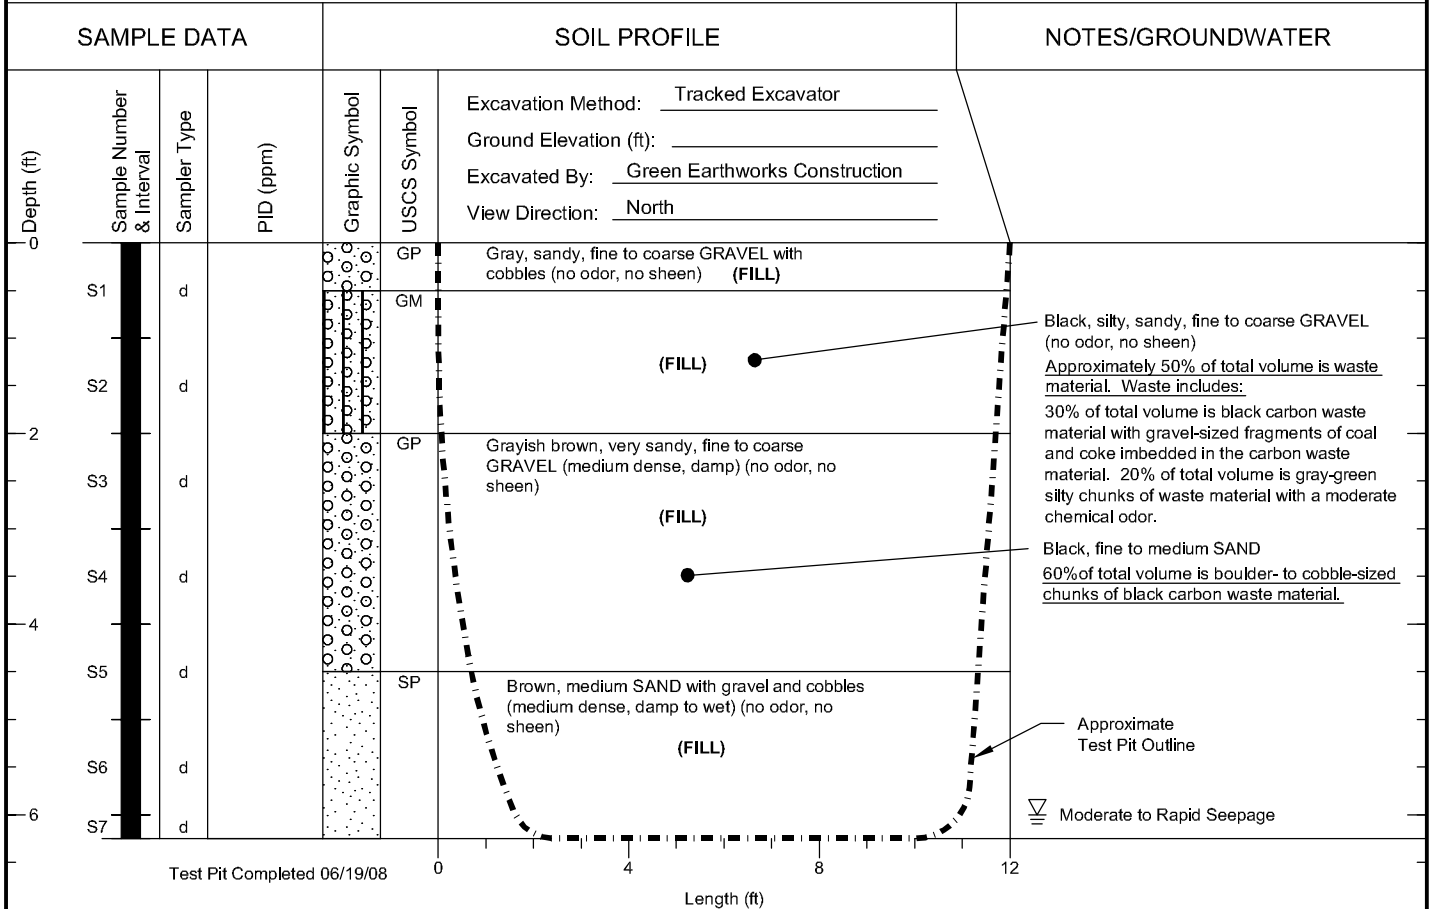 SAMPLE DATA
SOIL PROFILE
NOTES/GROUNDWATER
Depth (ft)
Sample Number
& Interval
Sampler Type
PID (ppm)
Graphic Symbol
USCS Symbol
Excavation Method: Tracked Excavator
Ground Elevation (ft):
Excavated By: Green Earthworks Construction
View Direction: North
0
2
4
6
S1 d
S2 d
S3 d
S4 d
S5 d
S6 d
S7 d
GP
Gray, sandy, fine to coarse GRAVEL with
cobbles (no odor, no sheen) (FILL)
GM
(FILL)
GP
Grayish brown, very sandy, fine to coarse
GRAVEL (medium dense, damp) (no odor, no
sheen)
(FILL)
SP
Brown, medium SAND with gravel and cobbles
(medium dense, damp to wet) (no odor, no
sheen)
(FILL)
Black, silty, sandy, fine to coarse GRAVEL
(no odor, no sheen)
Approximately 50% of total volume is waste
material. Waste includes:
30% of total volume is black carbon waste
material with gravel-sized fragments of coal
and coke imbedded in the carbon waste
material. 20% of total volume is gray-green
silty chunks of waste material with a moderate
chemical odor.
Black, fine to medium SAND
60%of total volume is boulder- to cobble-sized
chunks of black carbon waste material.
Approximate
Test Pit Outline
Moderate to Rapid Seepage
Test Pit Completed 06/19/08
0 4 8 12
Length (ft)